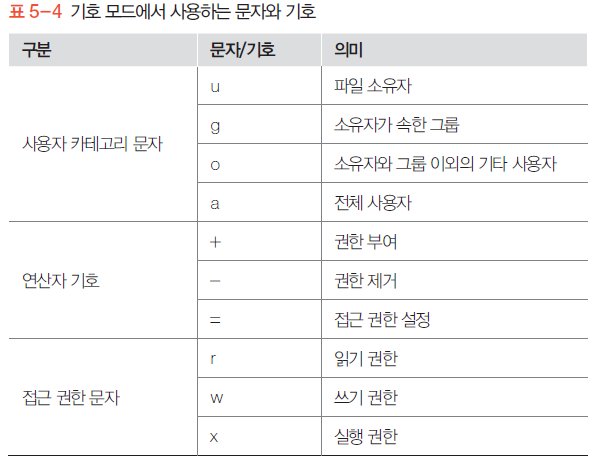 표 5-4 기호 모드에서 사용하는 문자와 기호
구분 문자/기호 의미
사용자 카테고리 문자
u 파일 소유자
g 소유자가 속한 그룹
o 소유자와 그룹 이외의 기타 사용자
a 전체 사용자
연산자 기호
+ 권한 부여
- 권한 제거
= 접근 권한 설정
접근 권한 문자
r 읽기 권한
w 쓰기 권한
x 실행 권한